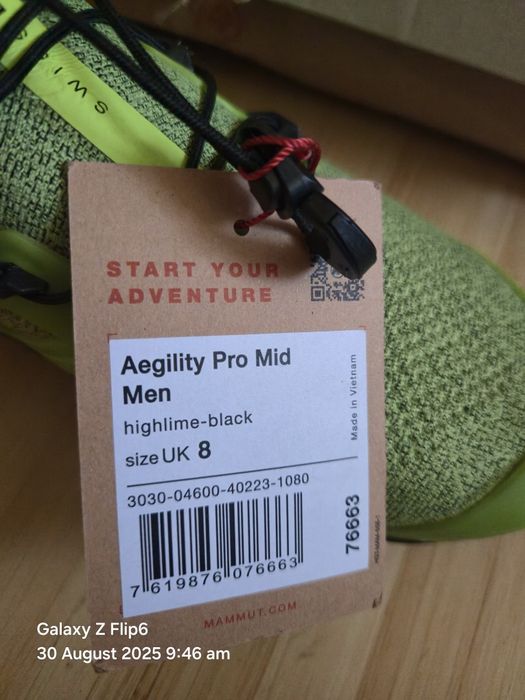 SWISS
START YOUR
ADVENTURE
Aegility Pro Mid
Men
highlime-black
size UK 8
3030-04600-40223-1080
7 619876 076663
76663
Made in Vietnam
MAMMUT.COM
Galaxy Z Flip6
30 August 2025 9:46 am